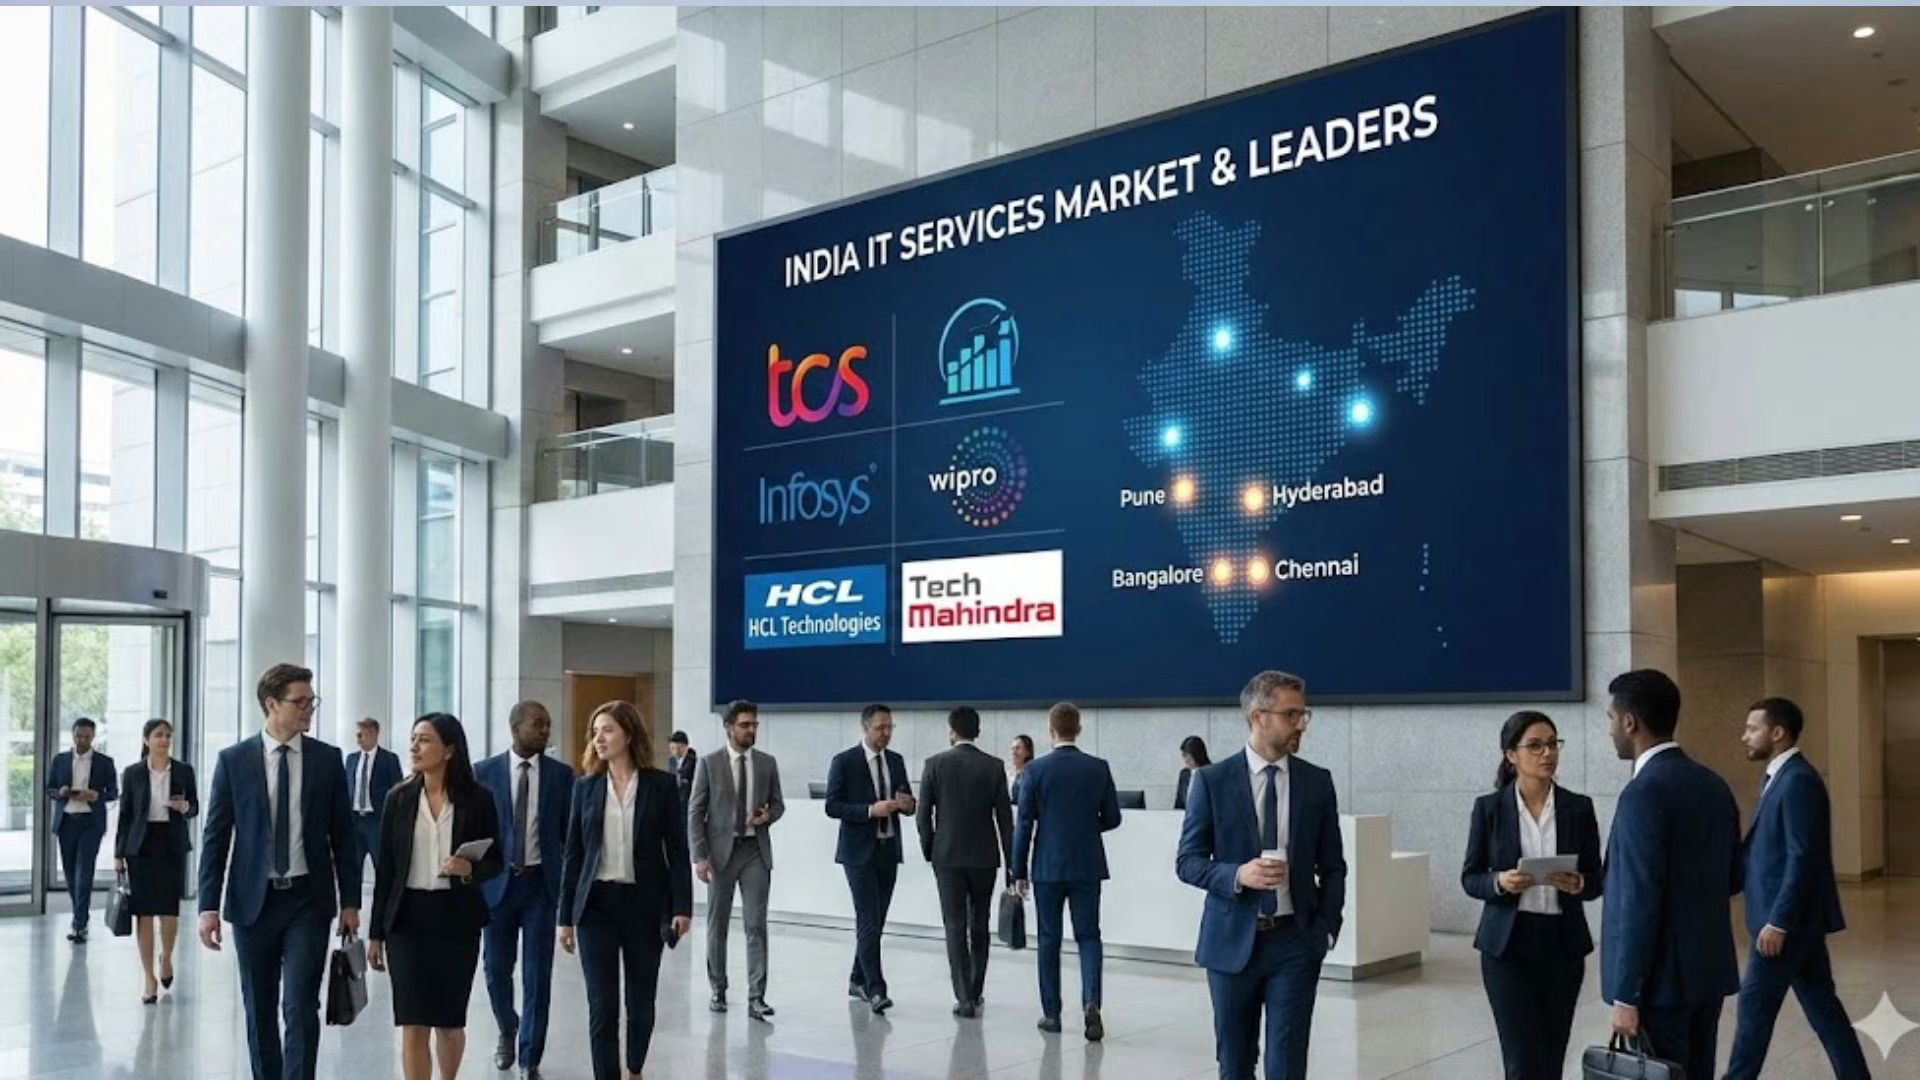 INDIA IT SERVICES MARKET & LEADERS
tcs
Infosys
wipro
HCL
HCL Technologies
Tech
Mahindra
Pune
Hyderabad
Bangalore
Chennai